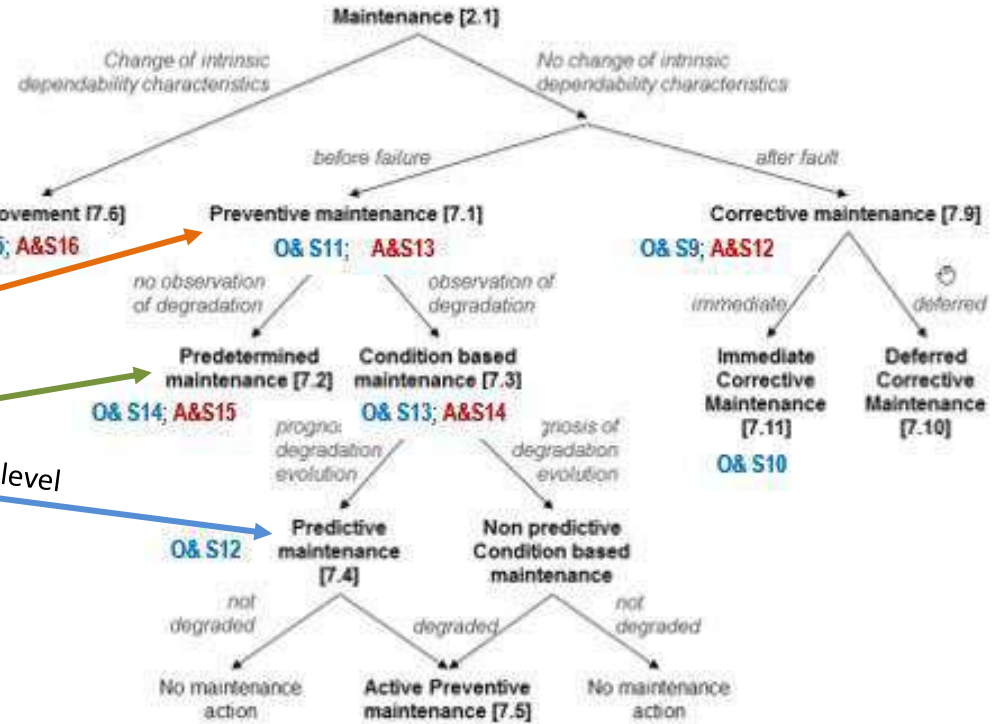 Maintenance [2.1]
Change of intrinsic
dependability characteristics
No change of intrinsic
dependability characteristics
before failure
after fault
ovement [7.6]
; A&S16
Preventive maintenance [7.1]
O& S11; A&S13
Corrective maintenance [7.9]
O& S9; A&S12
no observation
of degradation
observation of
degradation
immediate
deferred
Predetermined
maintenance [7.2]
O& S14; A&S15
Condition based
maintenance [7.3]
O& S13; A&S14
Immediate
Corrective
Maintenance
[7.11]
O& S10
Deferred
Corrective
Maintenance
[7.10]
progno
degradation
evolution
gnosis of
degradation
evolution
level
O& S12
Predictive
maintenance
[7.4]
Non predictive
Condition based
maintenance
not
degraded
degraded
not
degraded
No maintenance
action
Active Preventive
maintenance [7.5]
No maintenance
action